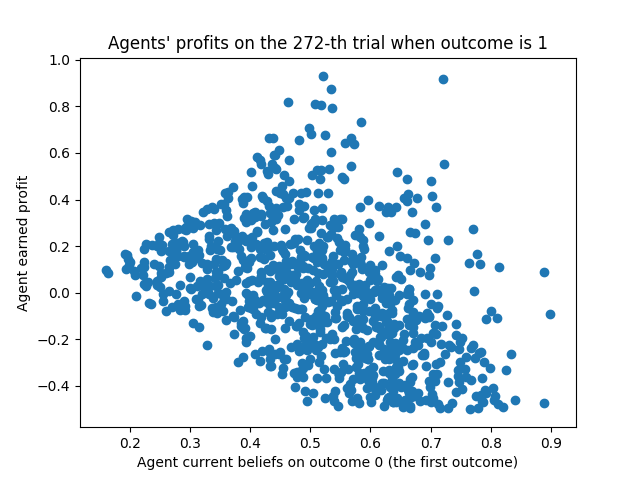 Agents' profits on the 272-th trial when outcome is 1
1.0
0.8
0.6
0.4
0.2
0.0
−0.2
−0.4
Agent earned profit
0.2 0.3 0.4 0.5 0.6 0.7 0.8 0.9
Agent current beliefs on outcome 0 (the first outcome)